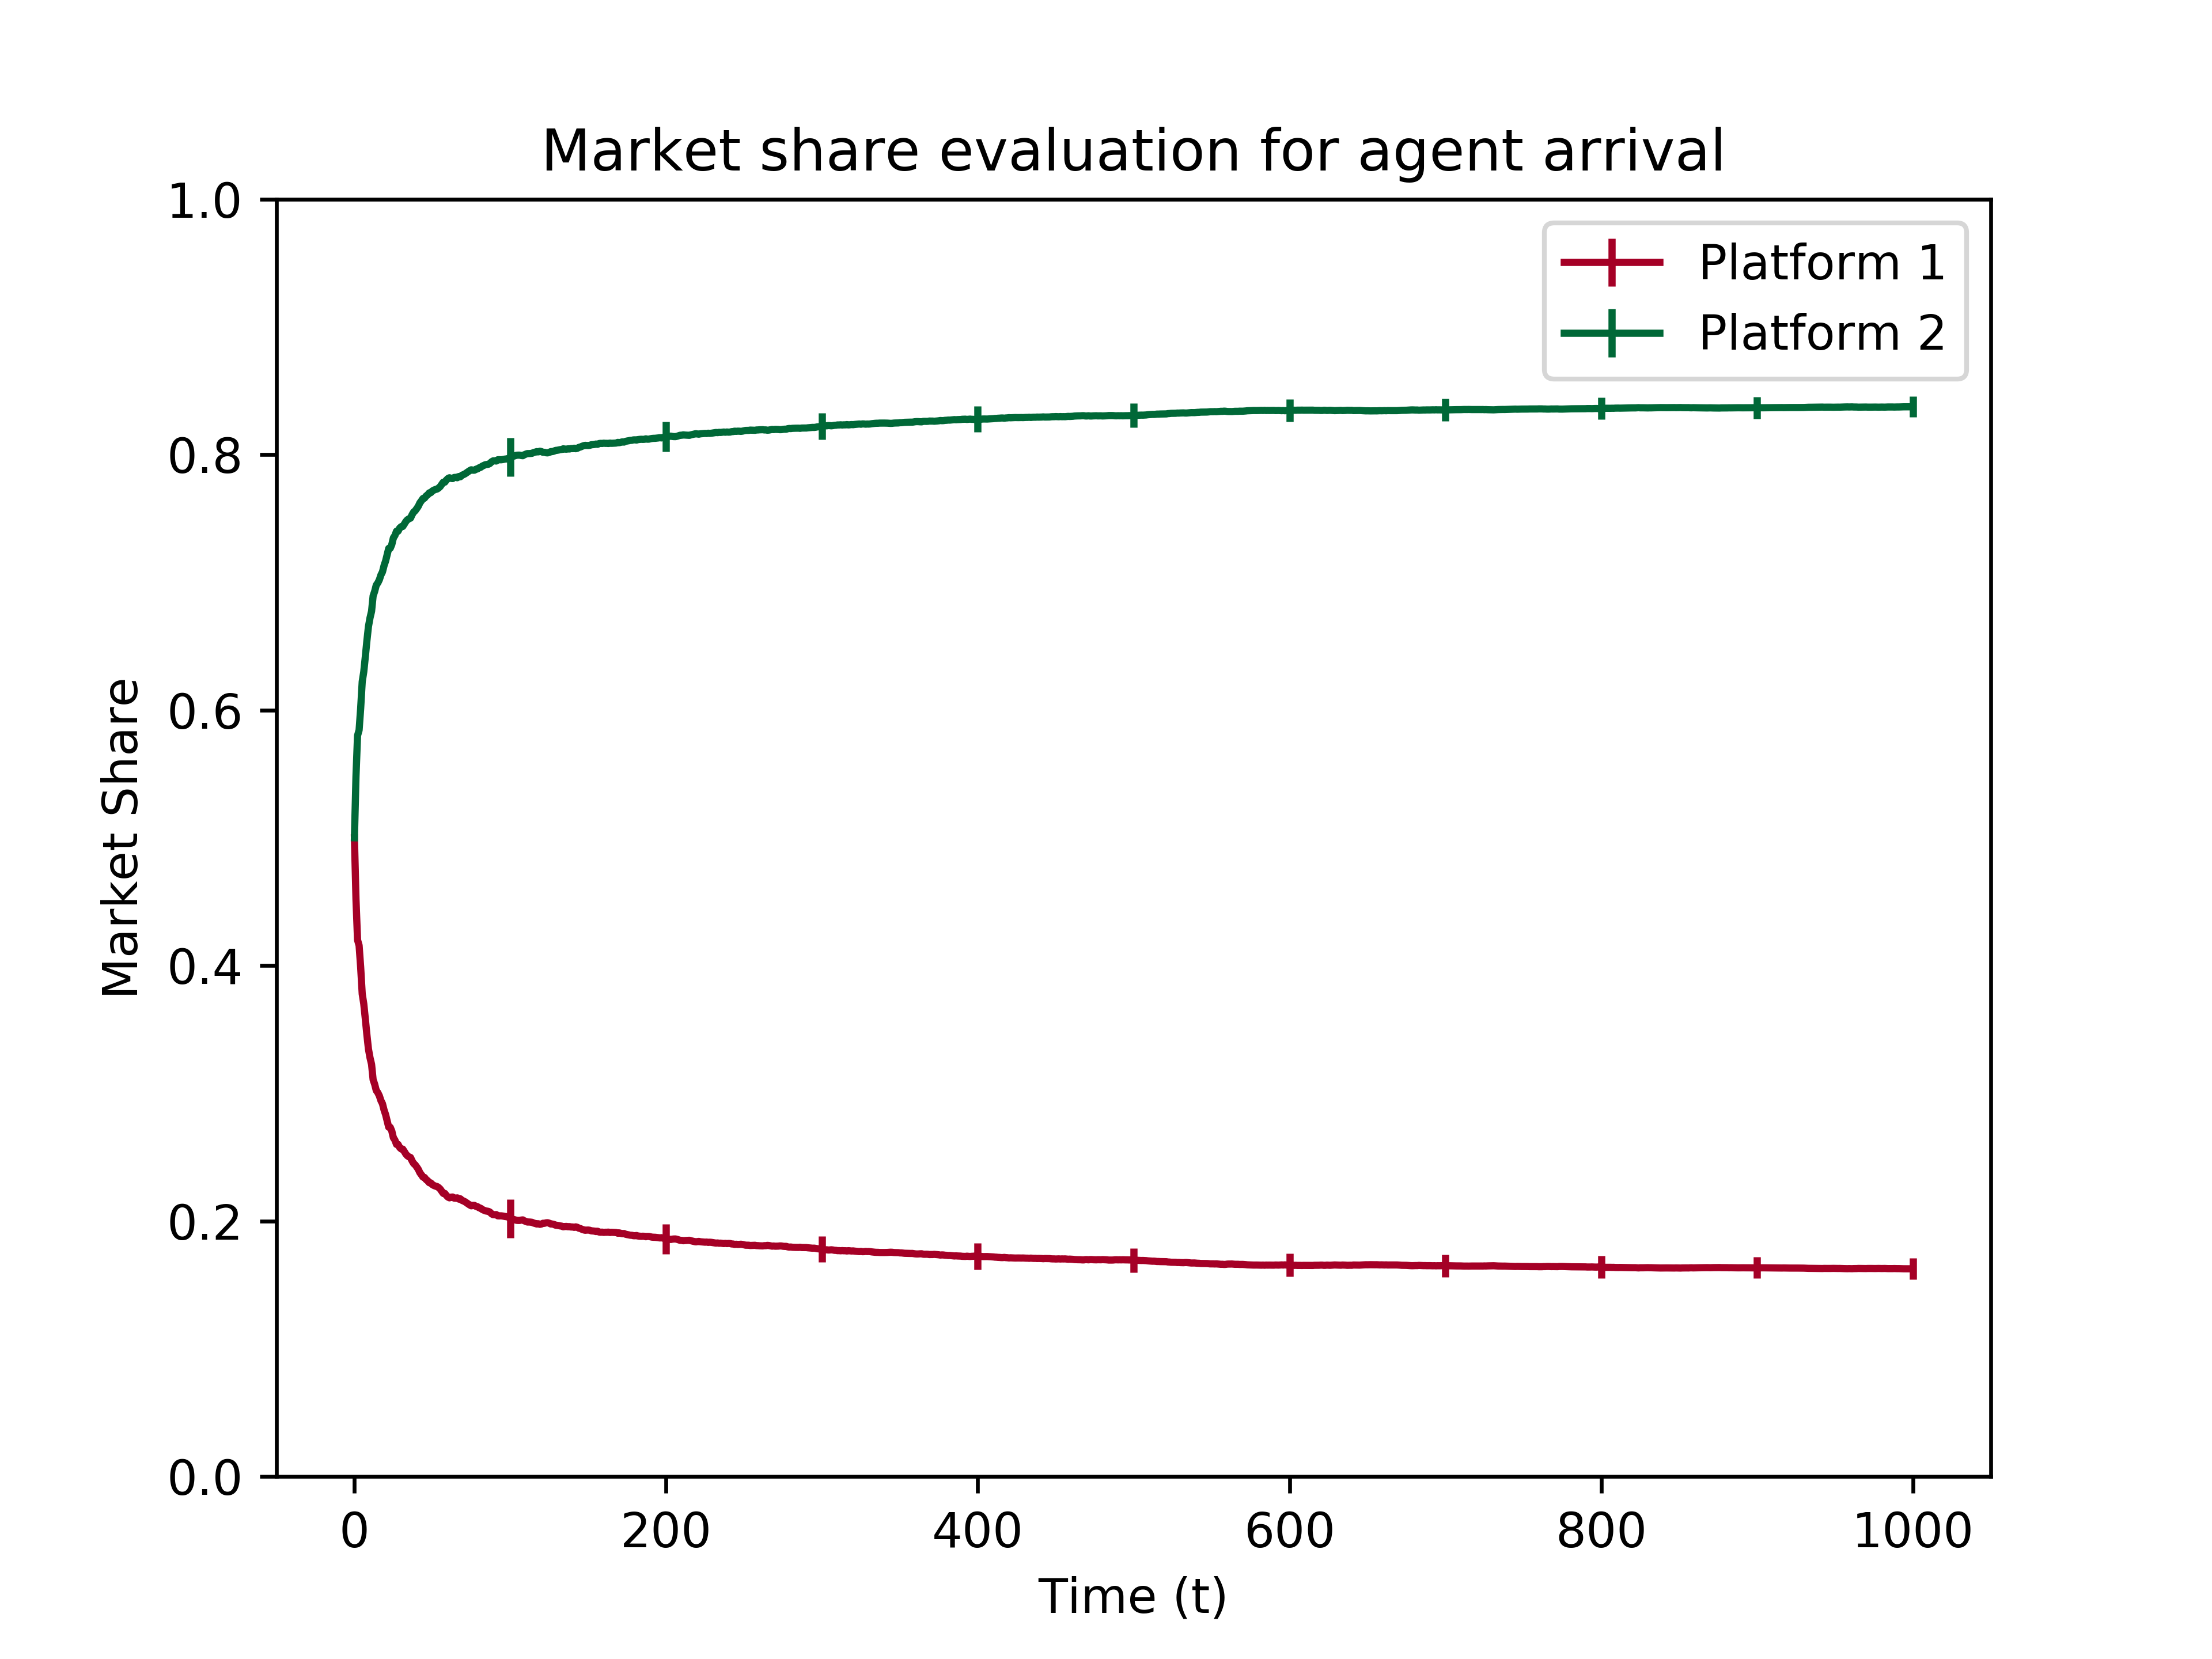 Market share evaluation for agent arrival
Platform 1
Platform 2
1.0
0.8
0.6
0.4
0.2
0.0
Market Share
0 200 400 600 800 1000
Time (t)